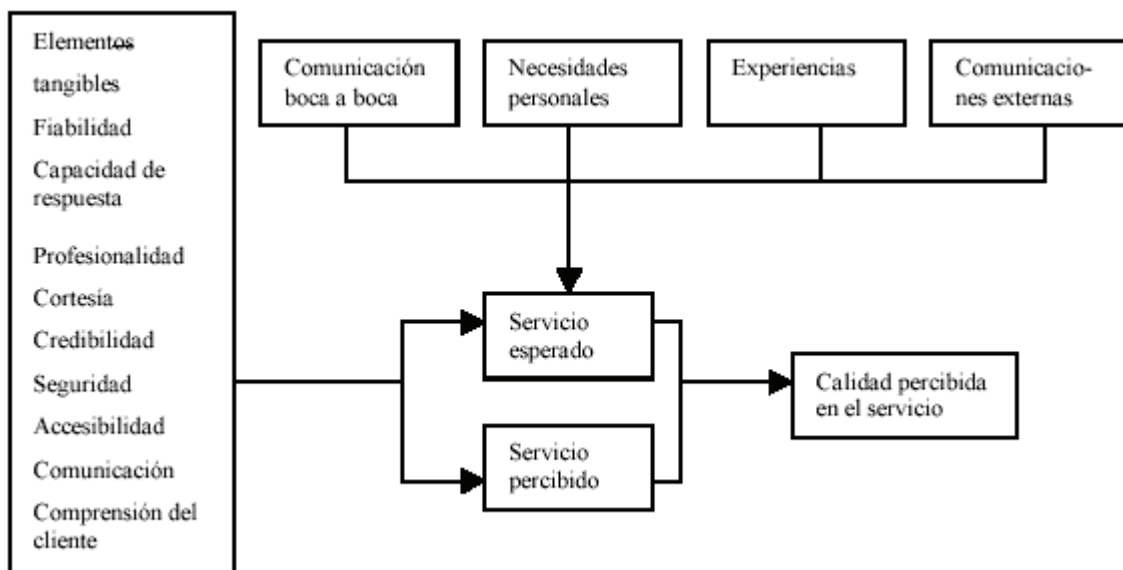 Elementos
tangibles
Fiabilidad
Capacidad de
respuesta
Profesionalidad
Cortesía
Credibilidad
Seguridad
Accesibilidad
Comunicación
Comprensión del
cliente
Comunicación
boca a boca
Necesidades
personales
Experiencias
Comunicacio-
nes externas
Servicio
esperado
Servicio
percibido
Calidad percibida
en el servicio